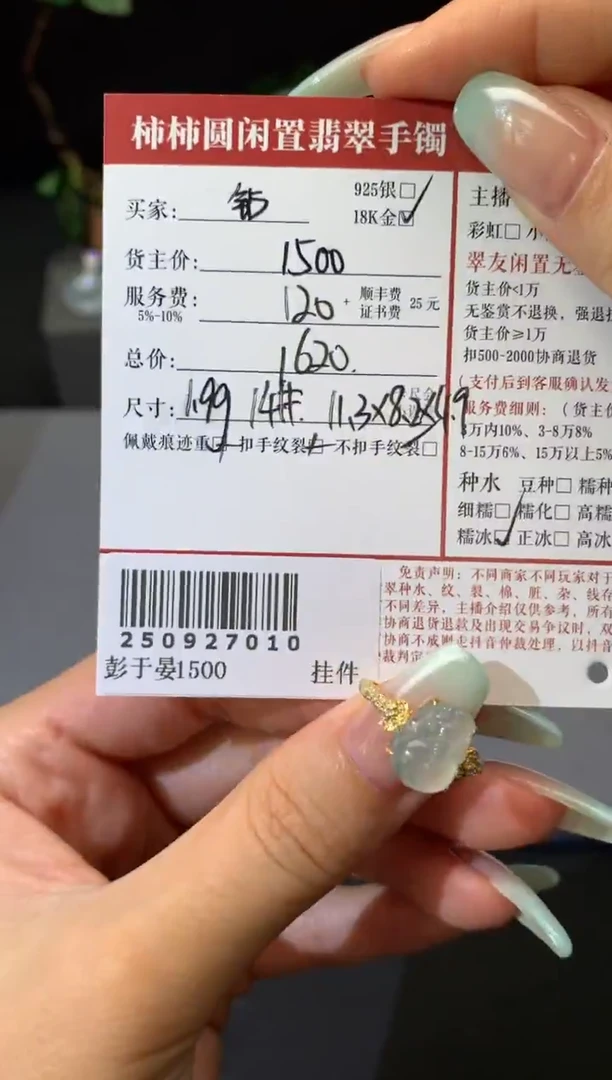 柿柿圆闲置翡翠手镯
买家:
925银□
18K金☑
货主价: 1500
服务费: 120 + 顺丰费 证书费 25元
5%-10%
总价: 1620.
尺寸: 1.99 14# 11.3x8.2x4.9
佩戴痕迹重□ 扣手纹裂□ 不扣手纹裂□
250920710
彭于晏1500 挂件
主播
彩虹□
翠友闲置无
货主价<1万
无鉴赏不退换,强退扣
货主价≥1万
扣500-2000协商退货
(支付后到客服确认发
服务费细则:(货主价
万内10%、3-8万8%
8-15万6%、15万以上5%
种水 豆种□ 糯种
细糯□ 糯化□ 高糯
糯冰☑ 正冰□ 高冰
免责声明:不同商家不同玩家对于
翠种水、纹、裂、棉、脏、杂、线存
不同差异,主播介绍仅供参考,所有
协商退货退款及出现交易争议时,双
协商不成则走抖音仲裁处理,以抖音
裁判定